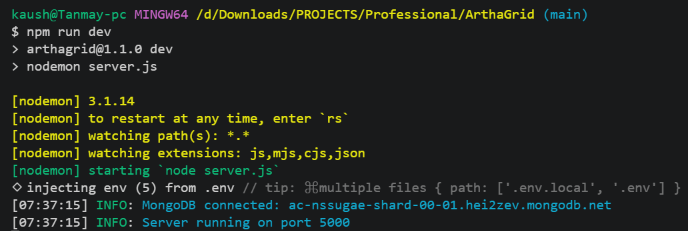 kaush@Tanmay-pc MINGW64 /d/Downloads/PROJECTS/Professional/ArthaGrid (main)
$ npm run dev
> arthagrid@1.1.0 dev
> nodemon server.js
[nodemon] 3.1.14
[nodemon] to restart at any time, enter `rs`
[nodemon] watching path(s): *.*
[nodemon] watching extensions: js,mjs,cjs,json
[nodemon] starting `node server.js`
◇ injecting env (5) from .env // tip: ⌘multiple files { path: ['.env.local', '.env'] }
[07:37:15] INFO: MongoDB connected: ac-nssugae-shard-00-01.hei2zev.mongodb.net
[07:37:15] INFO: Server running on port 5000